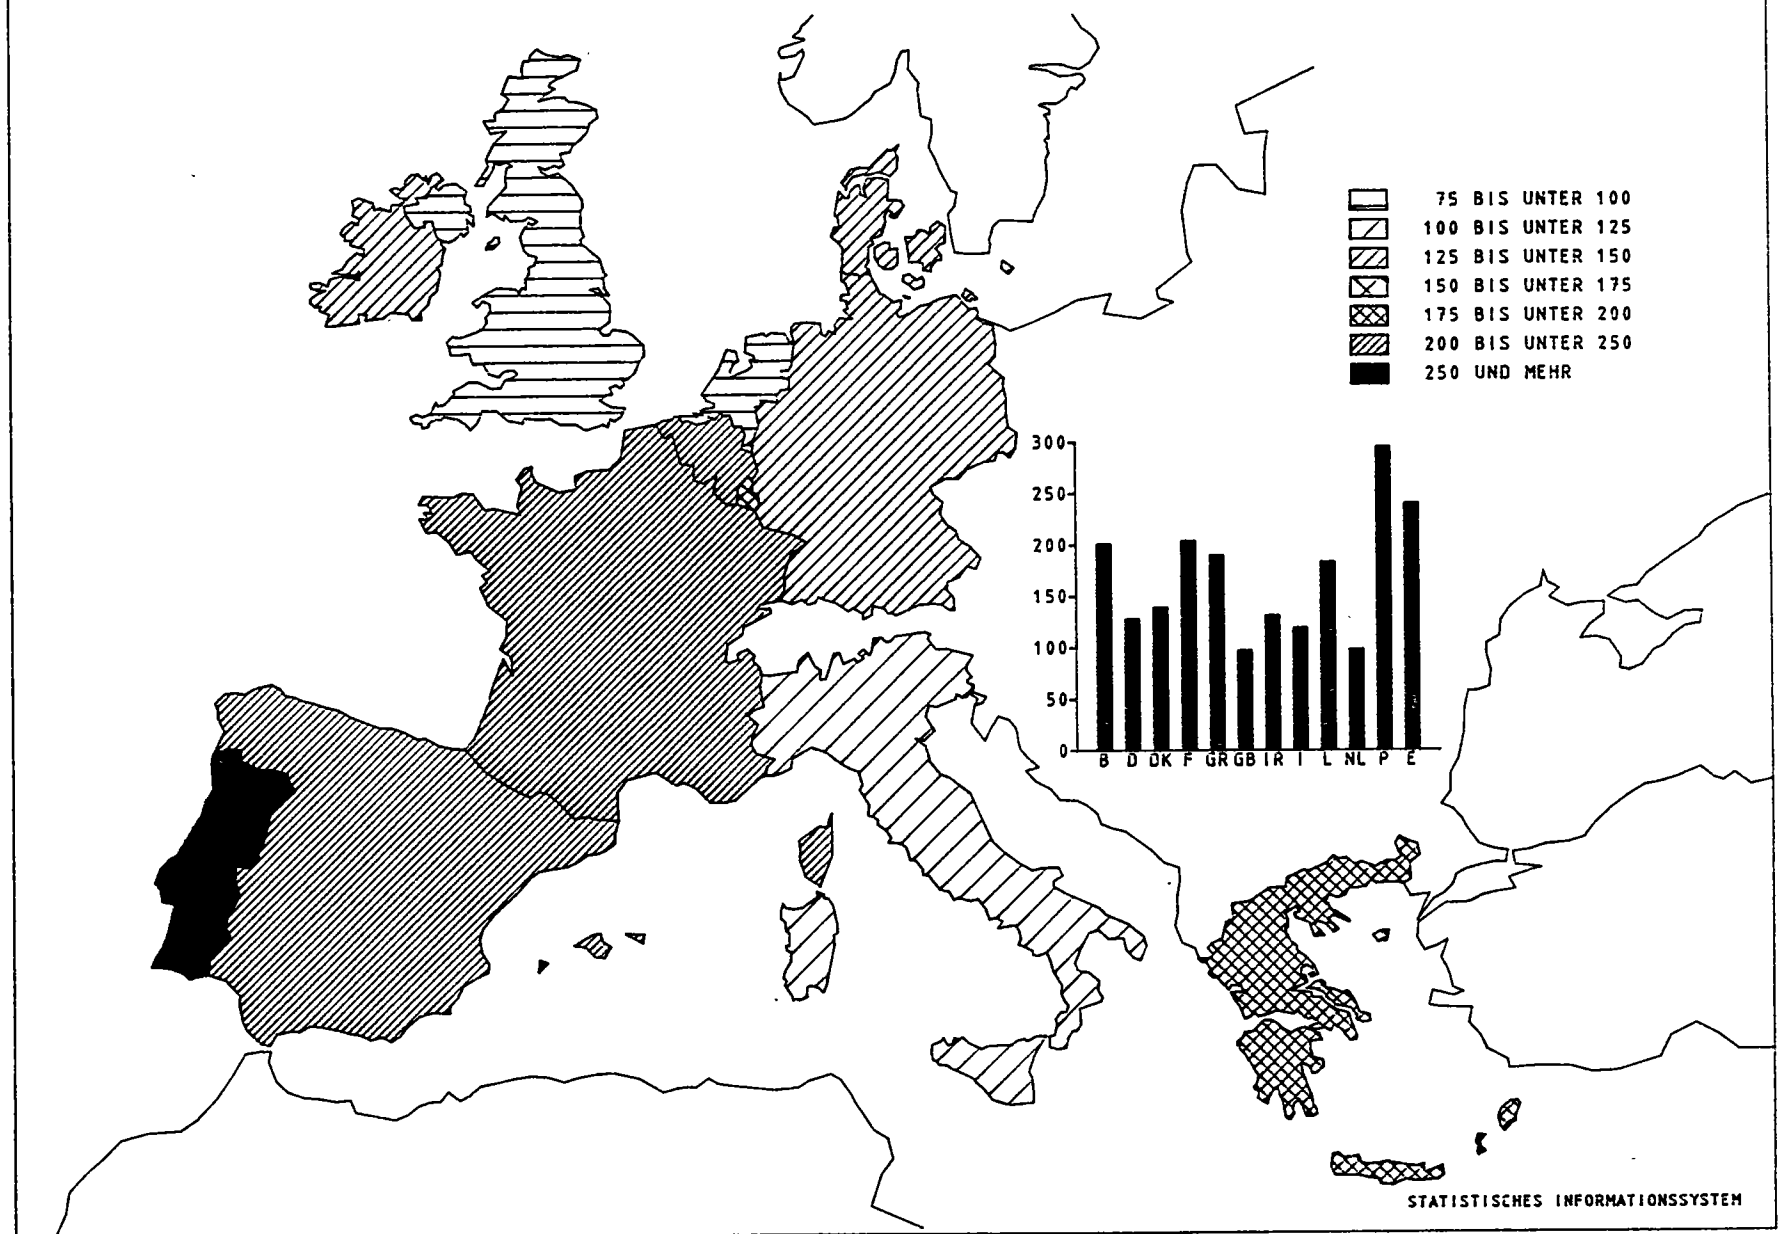 75 BIS UNTER 100
100 BIS UNTER 125
125 BIS UNTER 150
150 BIS UNTER 175
175 BIS UNTER 200
200 BIS UNTER 250
250 UND MEHR
300
250
200
150
100
50
0
B D DK F GR GB IR I L NL P E
STATISTISCHES INFORMATIONSSYSTEM